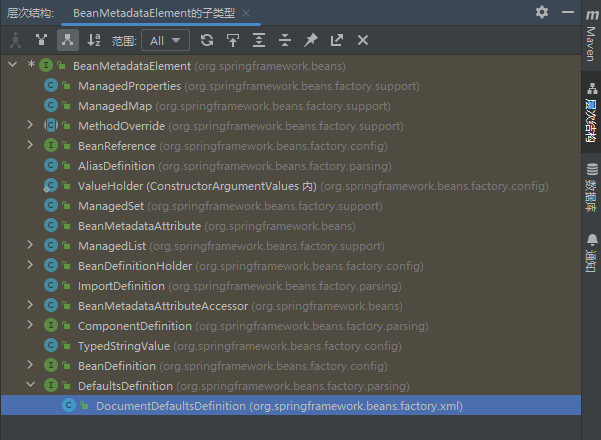 层次结构: BeanMetadataElement的子类型
范围: All
* BeanMetadataElement (org.springframework.beans)
ManagedProperties (org.springframework.beans.factory.support)
ManagedMap (org.springframework.beans.factory.support)
MethodOverride (org.springframework.beans.factory.support)
BeanReference (org.springframework.beans.factory.config)
AliasDefinition (org.springframework.beans.factory.parsing)
ValueHolder (ConstructorArgumentValues 内) (org.springframework.beans.factory.config)
ManagedSet (org.springframework.beans.factory.support)
BeanMetadataAttribute (org.springframework.beans)
ManagedList (org.springframework.beans.factory.support)
BeanDefinitionHolder (org.springframework.beans.factory.config)
ImportDefinition (org.springframework.beans.factory.parsing)
BeanMetadataAttributeAccessor (org.springframework.beans)
ComponentDefinition (org.springframework.beans.factory.parsing)
TypedStringValue (org.springframework.beans.factory.config)
BeanDefinition (org.springframework.beans.factory.config)
DefaultsDefinition (org.springframework.beans.factory.parsing)
DocumentDefaultsDefinition (org.springframework.beans.factory.xml)
Maven
层次结构
数据库
通知